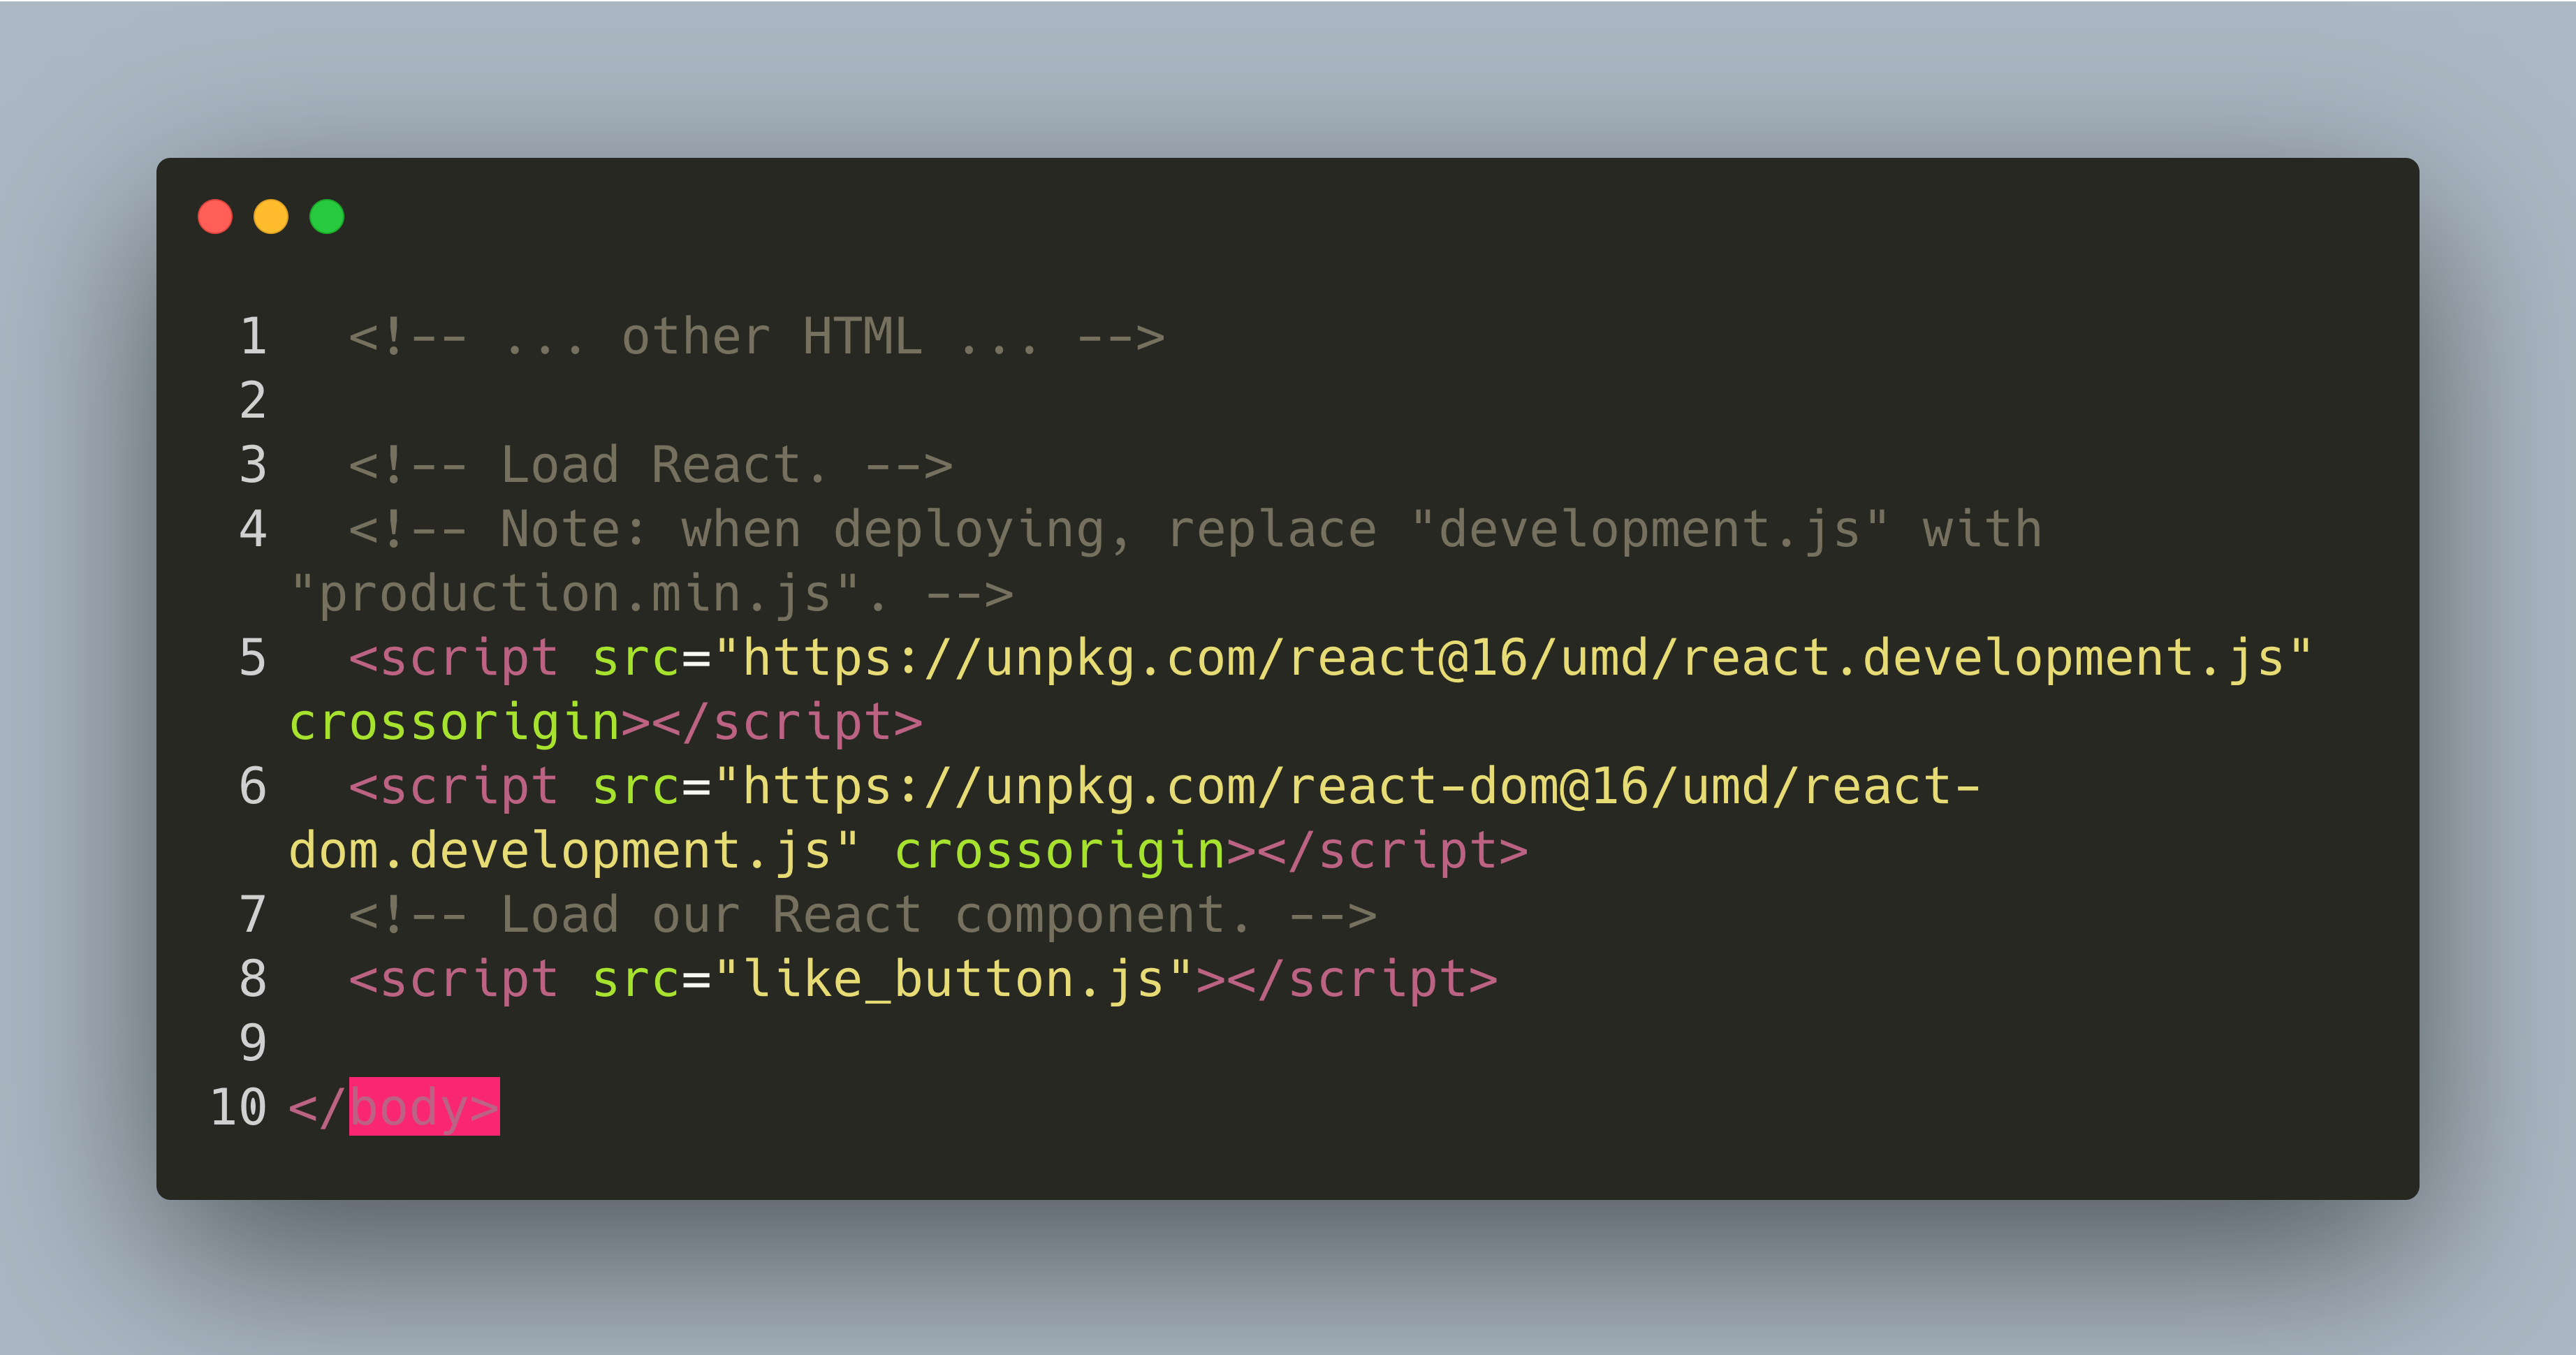 1   <!-- ... other HTML ... -->
2
3   <!-- Load React. -->
4   <!-- Note: when deploying, replace "development.js" with
"production.min.js". -->
5   <script src="https://unpkg.com/react@16/umd/react.development.js"
crossorigin></script>
6   <script src="https://unpkg.com/react-dom@16/umd/react-
dom.development.js" crossorigin></script>
7   <!-- Load our React component. -->
8   <script src="like_button.js"></script>
9
10 </body>